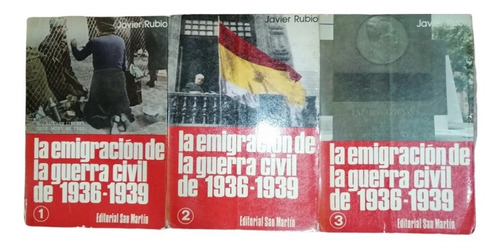 Javier Rubio
la emigración de
la guerra civil
de 1936-1939
1
Editorial San Martín
Javier Rubio
la emigración de
la guerra civil
de 1936-1939
2
Editorial San Martín
Javier
la emigración de
la guerra civil
de 1936-1939
3
Editorial San Martín